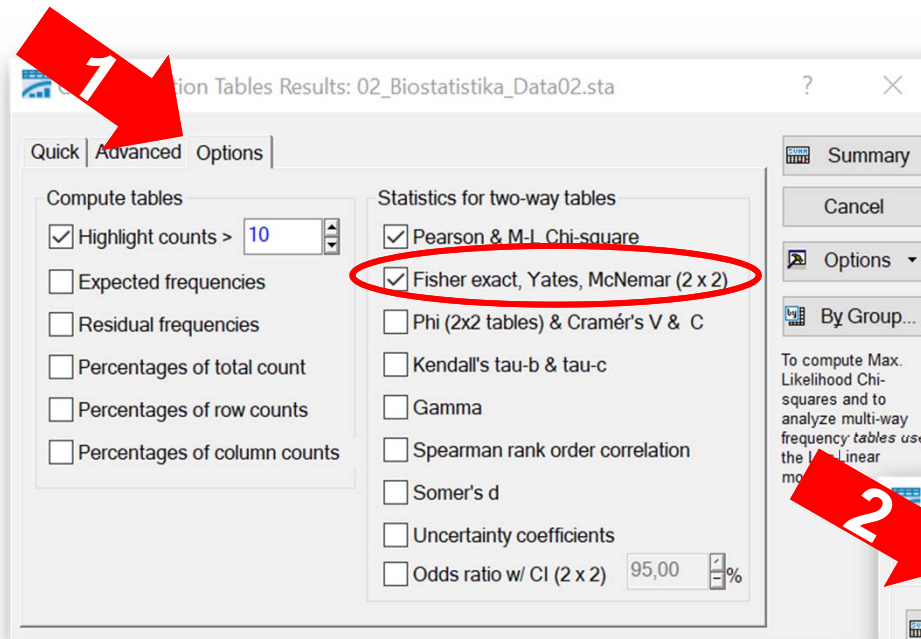 1
tion Tables Results: 02_Biostatistika_Data02.sta
Quick Advanced Options
Compute tables
Highlight counts > 10
Expected frequencies
Residual frequencies
Percentages of total count
Percentages of row counts
Percentages of column counts
Statistics for two-way tables
Pearson & M-L Chi-square
Fisher exact, Yates, McNemar (2 x 2)
Phi (2x2 tables) & Cramér's V & C
Kendall's tau-b & tau-c
Gamma
Spearman rank order correlation
Somer's d
Uncertainty coefficients
Odds ratio w/ CI (2 x 2) 95,00 %
Summary
Cancel
Options
By Group...
To compute Max.
Likelihood Chi-
squares and to
analyze multi-way
frequency tables use
the Linear
2